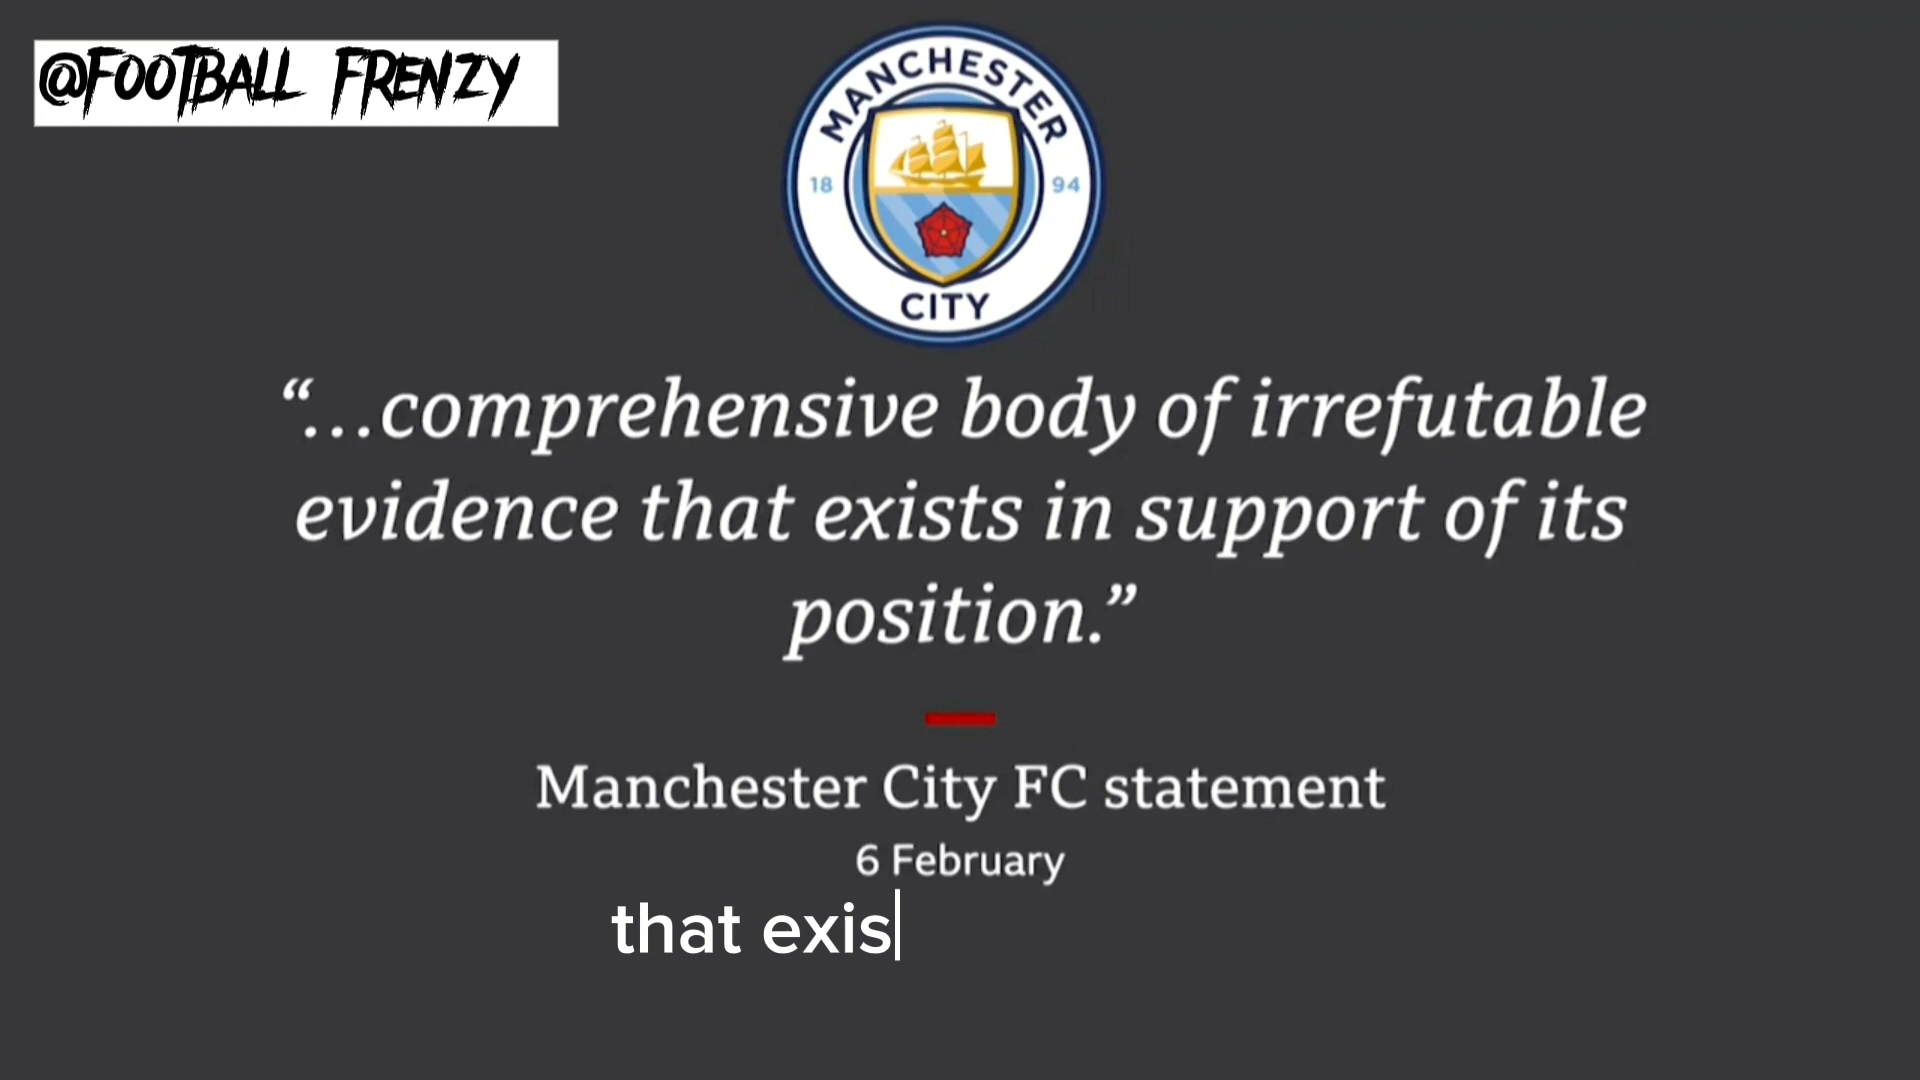 @FOOTBALL FRENZY
MANCHESTER
18 94
CITY
“...comprehensive body of irrefutable
evidence that exists in support of its
position.”
Manchester City FC statement
6 February
that exis